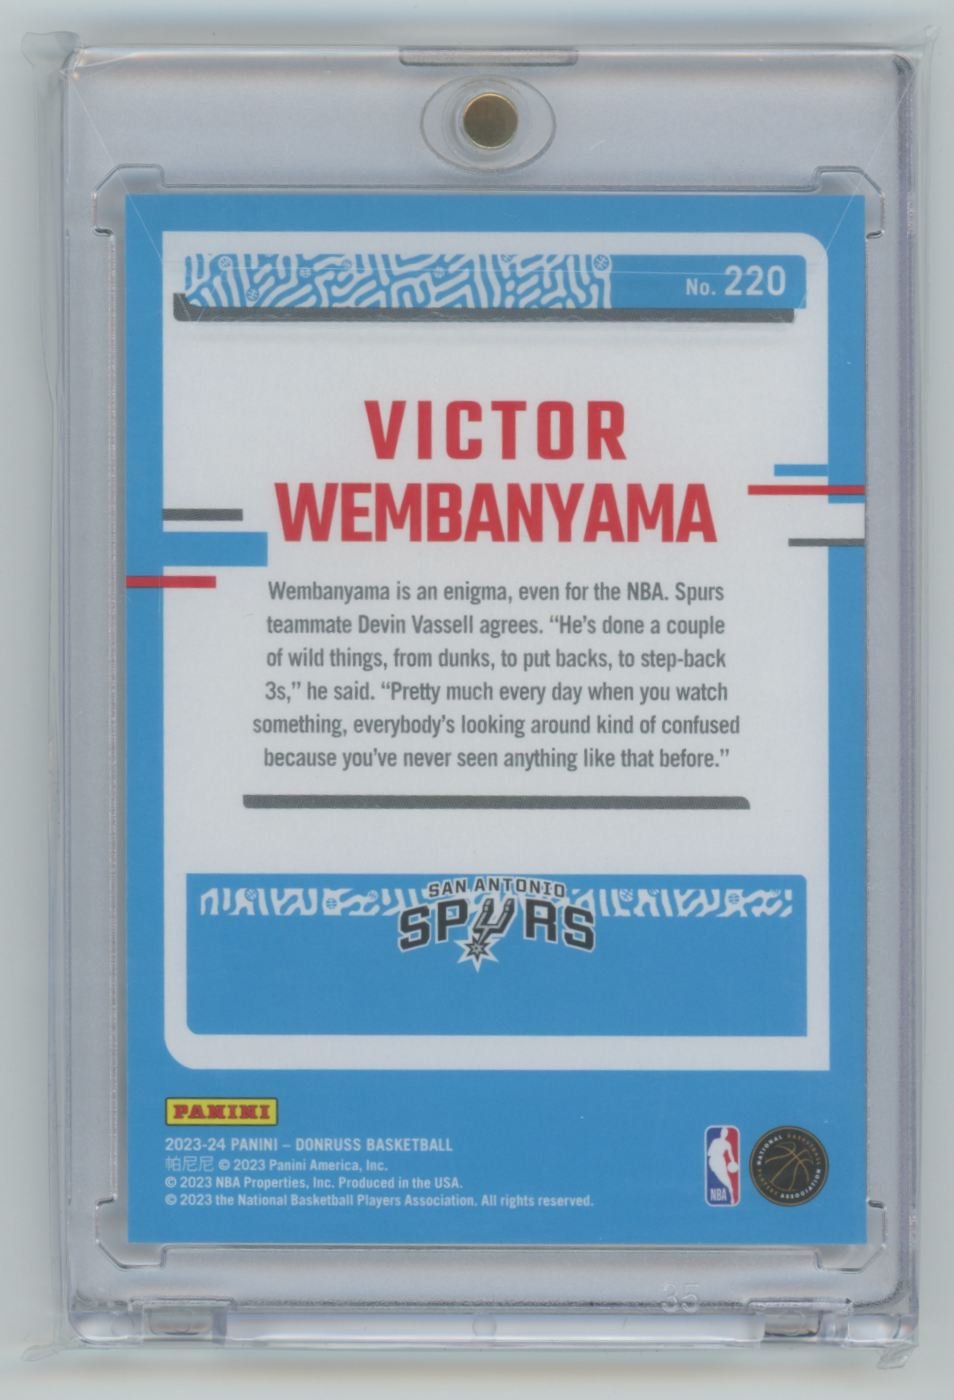 No. 220
VICTOR
WEMBANYAMA
Wembanyama is an enigma, even for the NBA. Spurs
teammate Devin Vassell agrees. “He’s done a couple
of wild things, from dunks, to put backs, to step-back
3s,” he said. “Pretty much every day when you watch
something, everybody’s looking around kind of confused
because you’ve never seen anything like that before.”
SAN ANTONIO
SPURS
PANINI
2023-24 PANINI – DONRUSS BASKETBALL
帕尼尼 © 2023 Panini America, Inc.
© 2023 NBA Properties, Inc. Produced in the USA.
© 2023 the National Basketball Players Association. All rights reserved.
NBA
NATIONAL BASKETBALL
PLAYERS ASSOCIATION
35